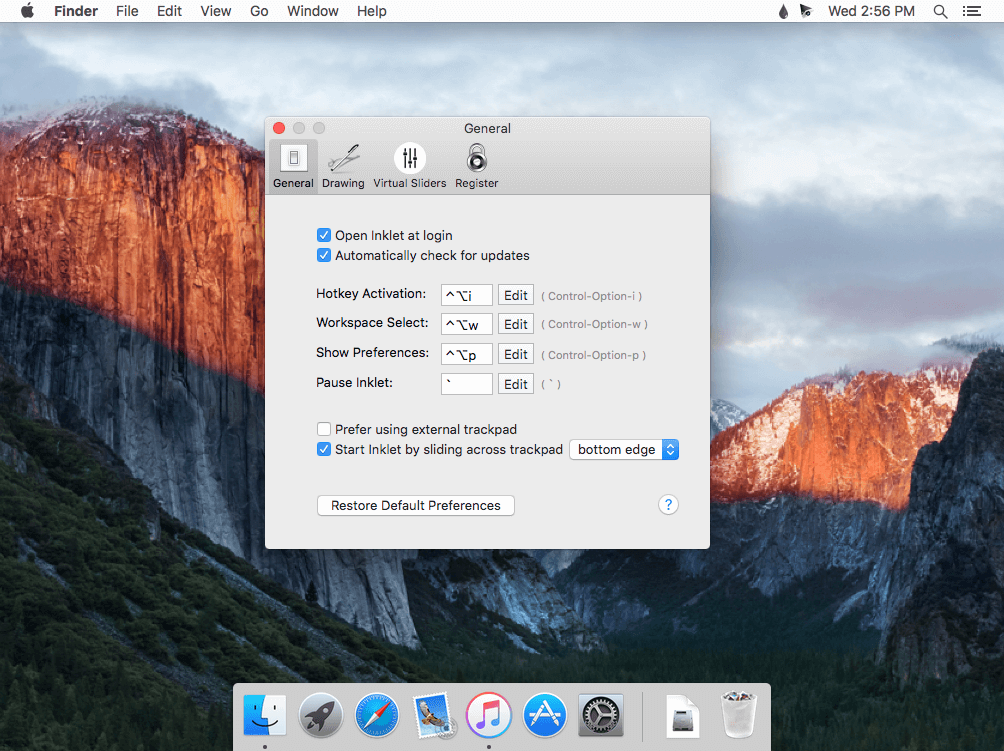 Finder File Edit View Go Window Help Wed 2:56 PM
General
General Drawing Virtual Sliders Register
Open Inklet at login
Automatically check for updates
Hotkey Activation: ^⌥i Edit ( Control-Option-i )
Workspace Select: ^⌥w Edit ( Control-Option-w )
Show Preferences: ^⌥p Edit ( Control-Option-p )
Pause Inklet: ` Edit ( ` )
Prefer using external trackpad
Start Inklet by sliding across trackpad bottom edge
Restore Default Preferences ?